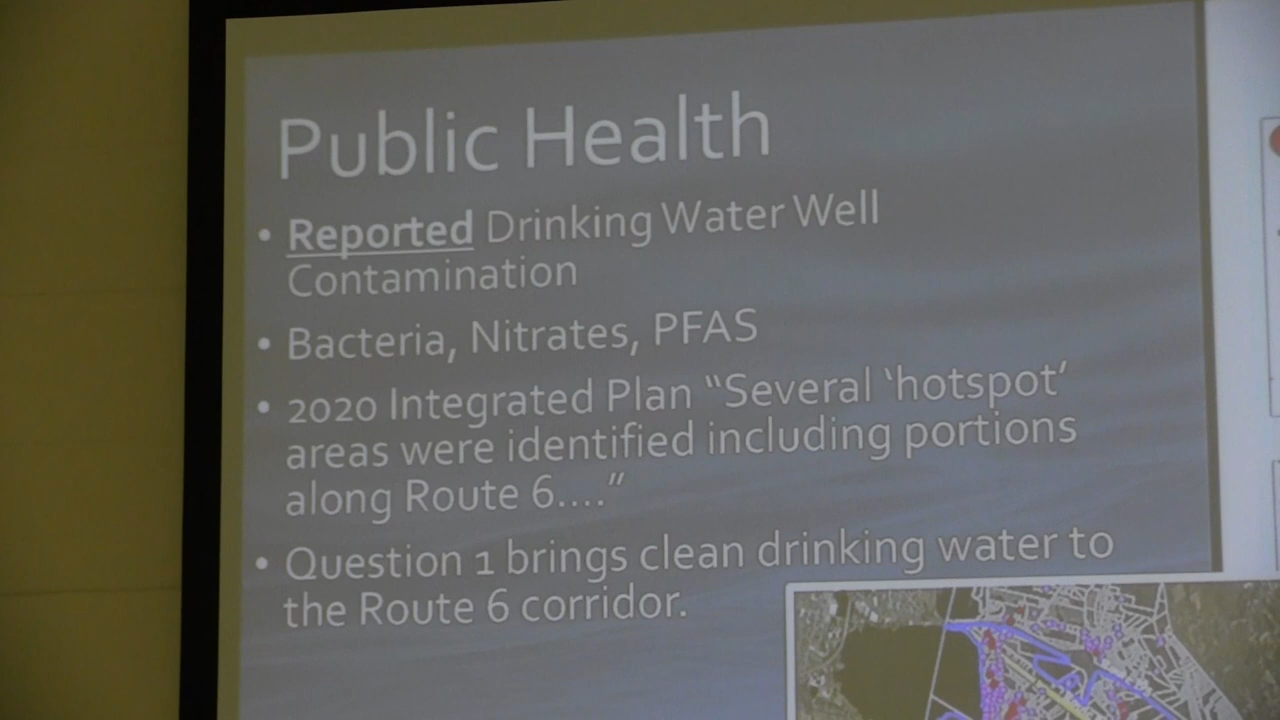 Public Health
• Reported Drinking Water Well
Contamination
• Bacteria, Nitrates, PFAS
• 2020 Integrated Plan “Several ‘hotspot’
areas were identified including portions
along Route 6....”
• Question 1 brings clean drinking water to
the Route 6 corridor.